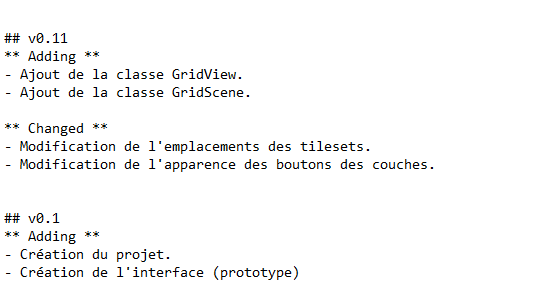 ## v0.11
** Adding **
- Ajout de la classe GridView.
- Ajout de la classe GridScene.
** Changed **
- Modification de l'emplacements des tilesets.
- Modification de l'apparence des boutons des couches.
## v0.1
** Adding **
- Création du projet.
- Création de l'interface (prototype)